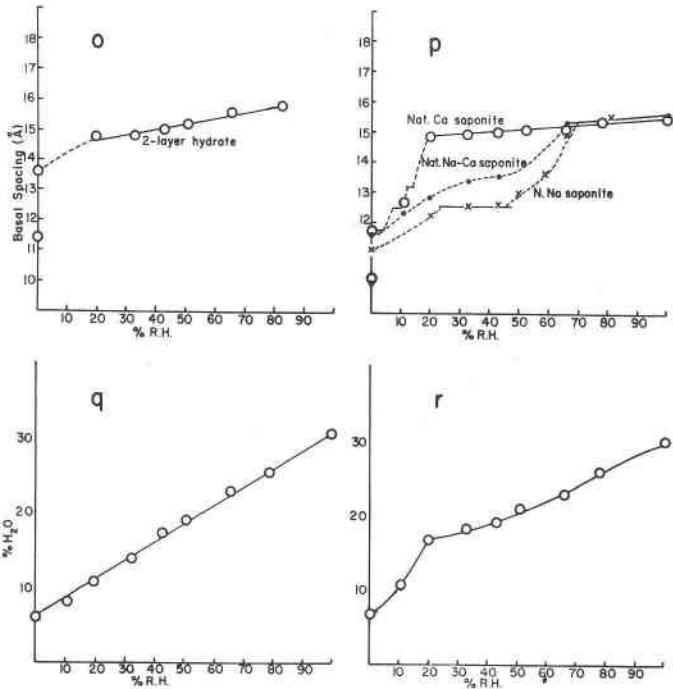 o
18
17
16
15
14
13
12
11
10
Basal Spacing (Å)
2-layer hydrate
10 20 30 40 50 60 70 80 90
% R.H.
p
18
17
16
15
14
13
12
Nat. Ca saponite
Nat. Na-Ca saponite
N. Na saponite
10 20 30 40 50 60 70 80 90
% R.H.
q
30
20
10
% H₂O
10 20 30 40 50 60 70 80 90
% R.H.
r
30
20
10
10 20 30 40 50 60 70 80 90
% R.H.